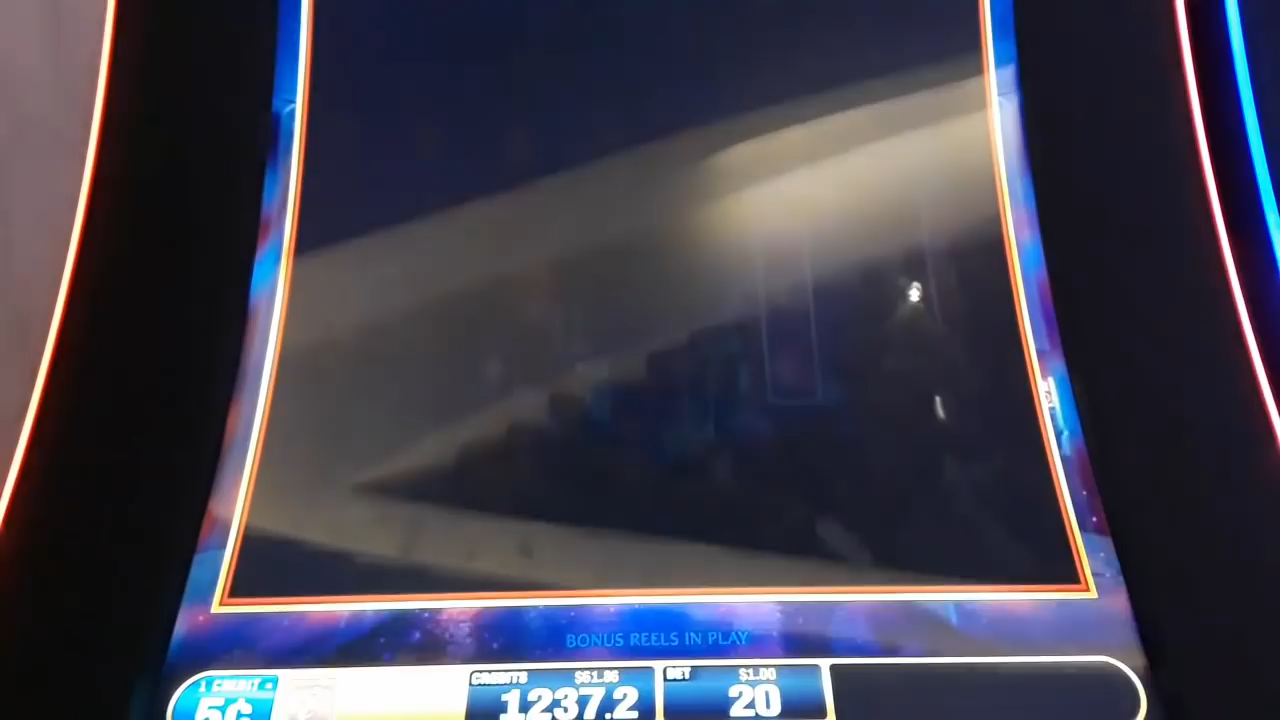 BONUS REELS IN PLAY
1 CREDIT =
5¢
CREDITS $61.86
1237.2
BET $1.00
20